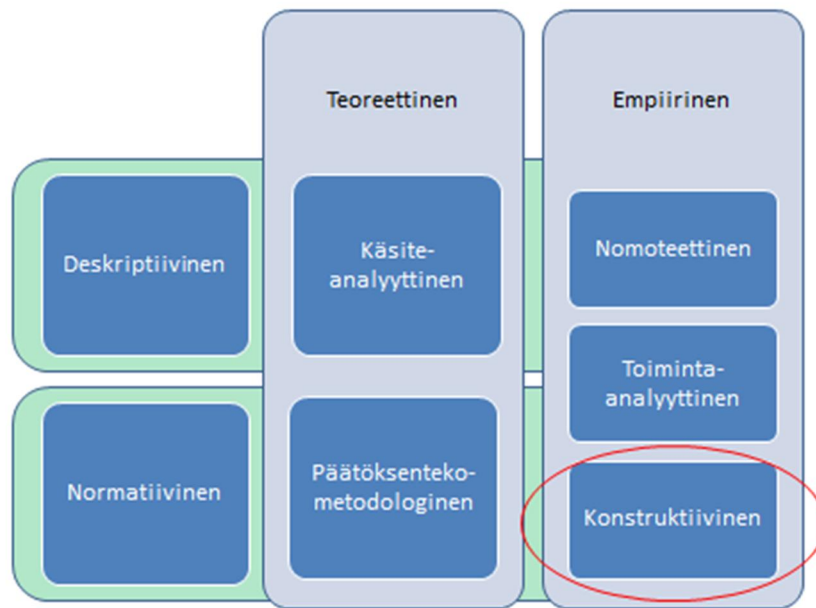 Teoreettinen
Empiirinen
Deskriptiivinen
Käsite-
analyyttinen
Nomoteettinen
Toiminta-
analyyttinen
Normatiivinen
Päätöksenteko-
metodologinen
Konstruktiivinen